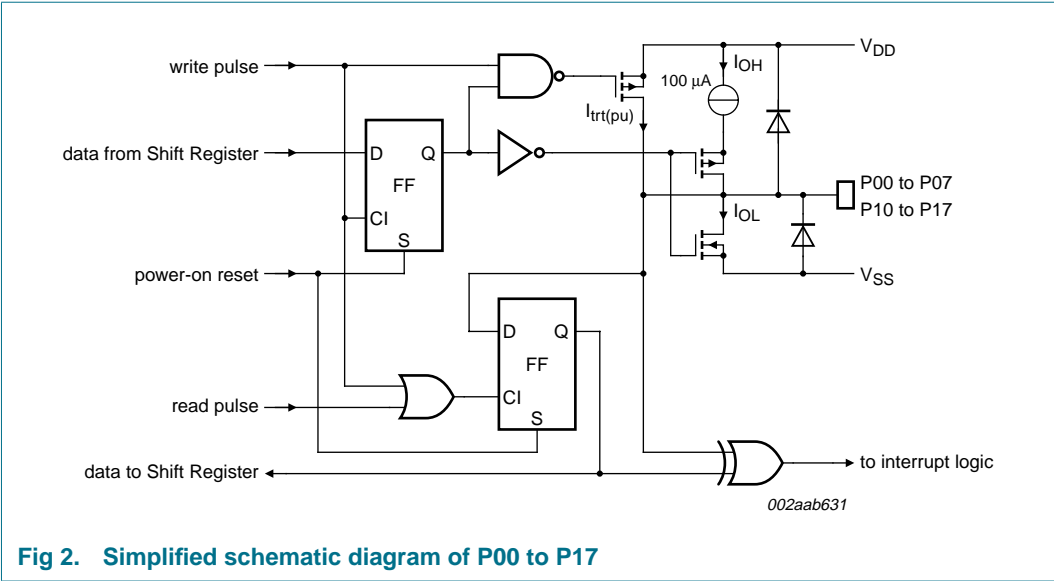 write pulse
data from Shift Register
power-on reset
read pulse
data to Shift Register
D Q
FF
CI
S
D Q
FF
CI
S
I_trt(pu)
100 μA
I_OH
V_DD
P00 to P07
P10 to P17
I_OL
V_SS
to interrupt logic
002aab631
Fig 2. Simplified schematic diagram of P00 to P17